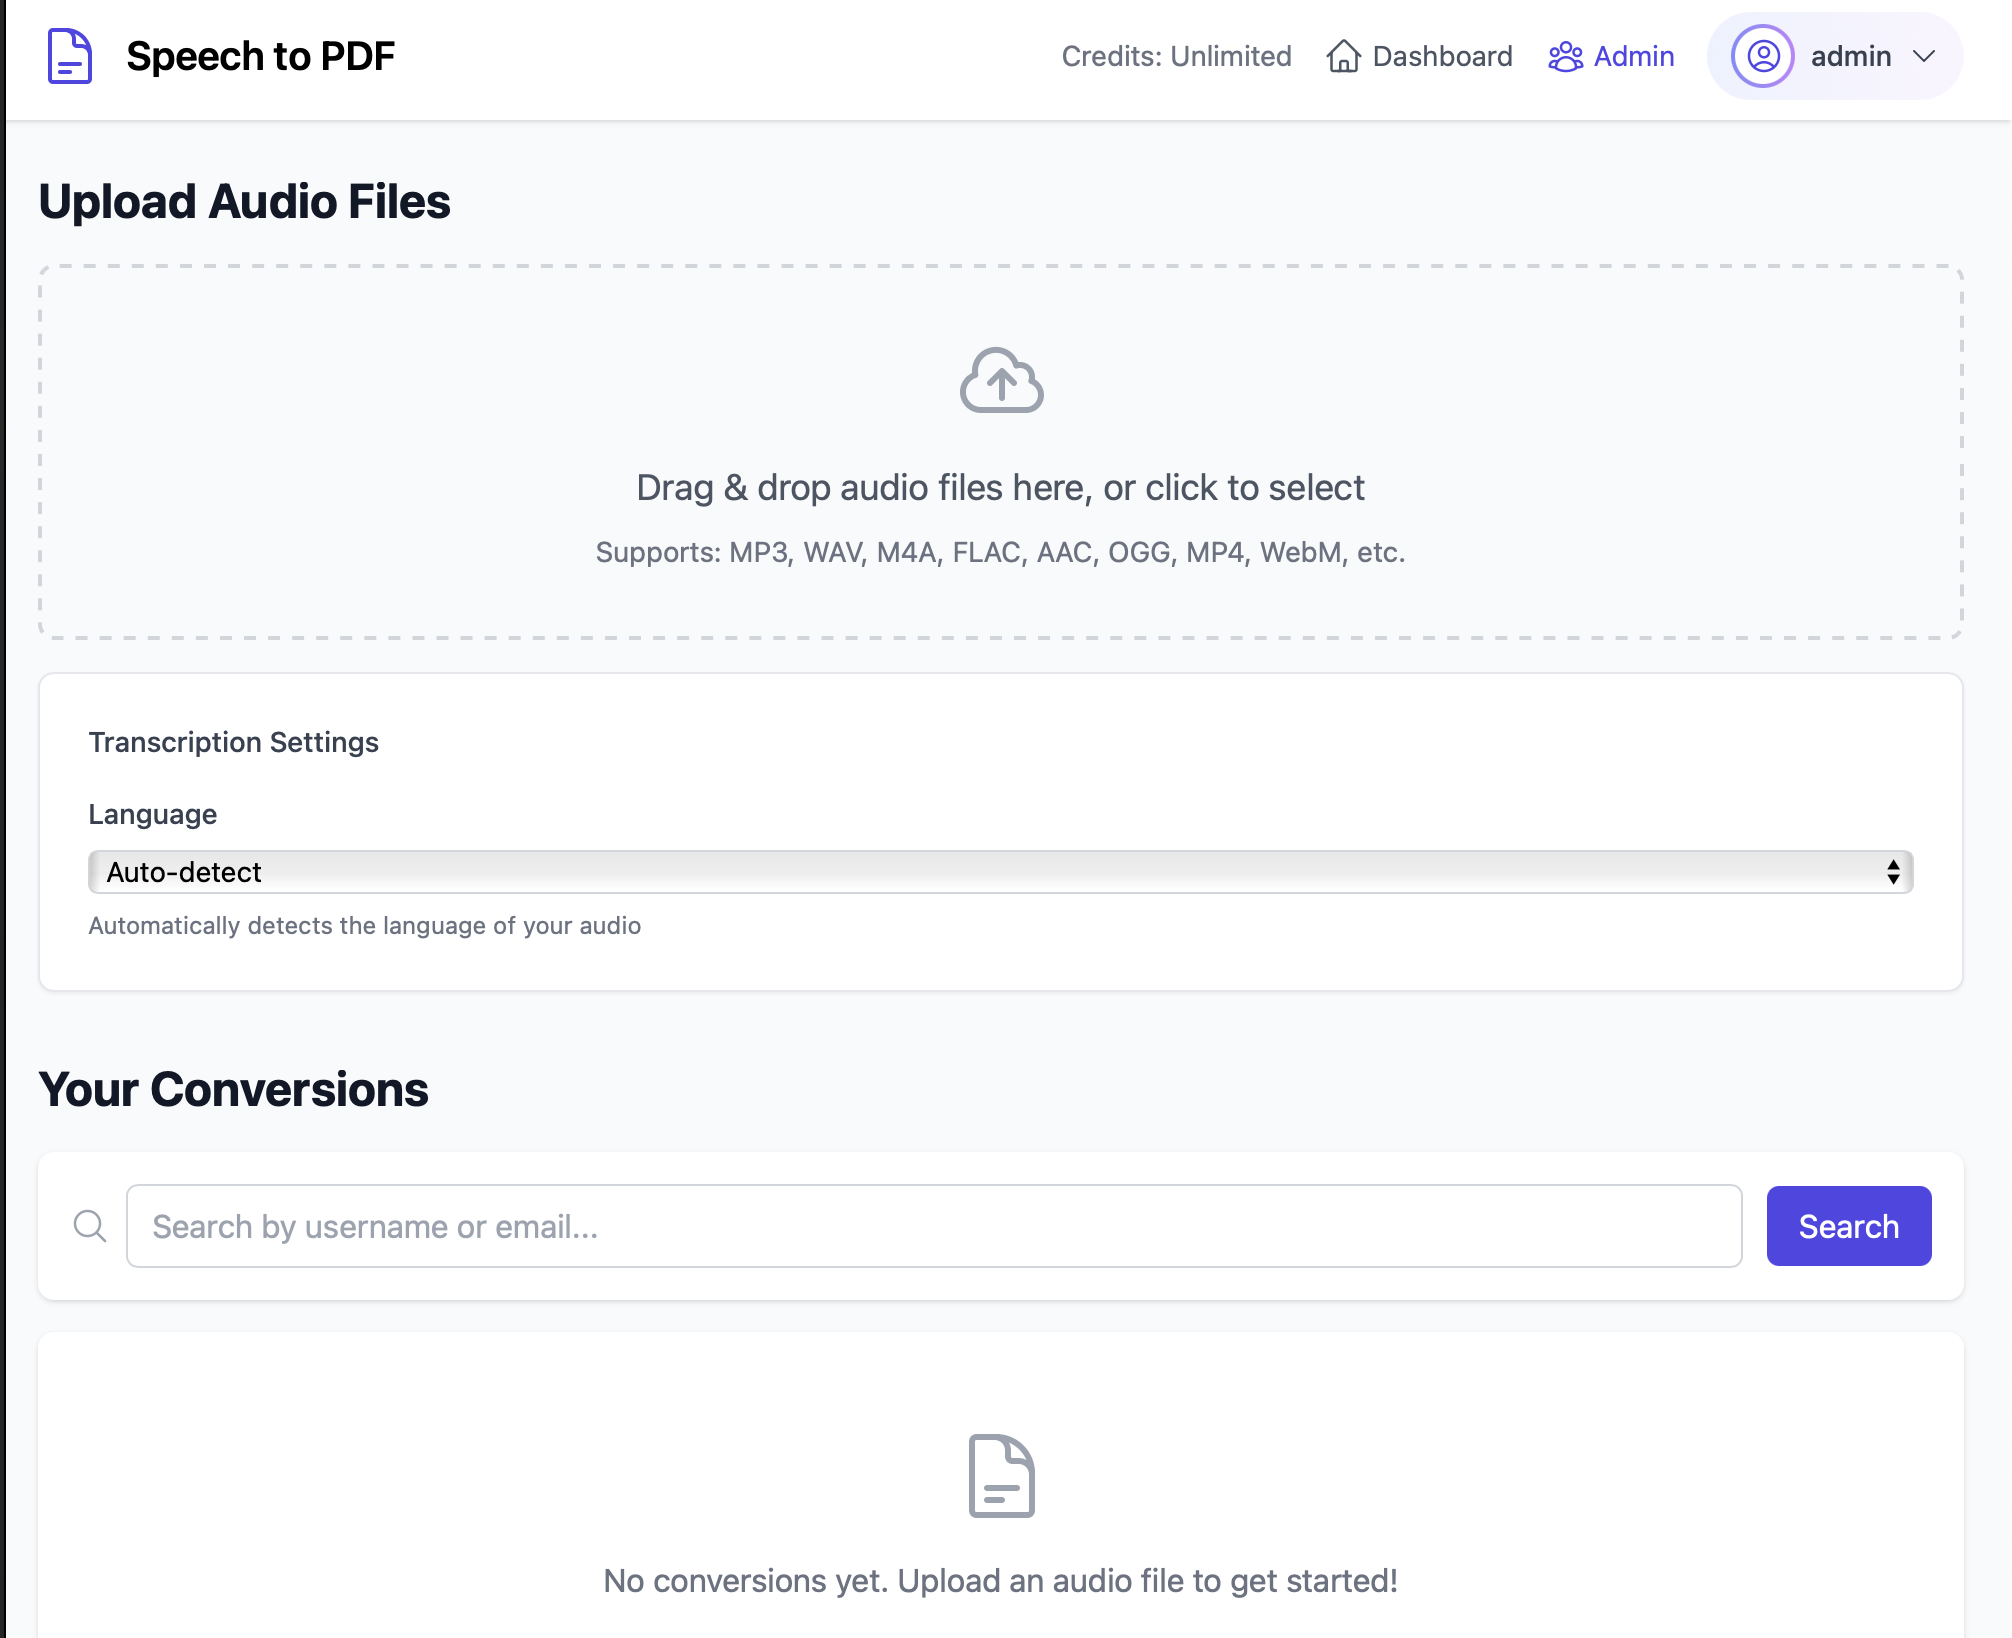 Speech to PDF
Credits: Unlimited
Dashboard
Admin
admin
Upload Audio Files
Drag & drop audio files here, or click to select
Supports: MP3, WAV, M4A, FLAC, AAC, OGG, MP4, WebM, etc.
Transcription Settings
Language
Auto-detect
Automatically detects the language of your audio
Your Conversions
Search by username or email...
Search
No conversions yet. Upload an audio file to get started!